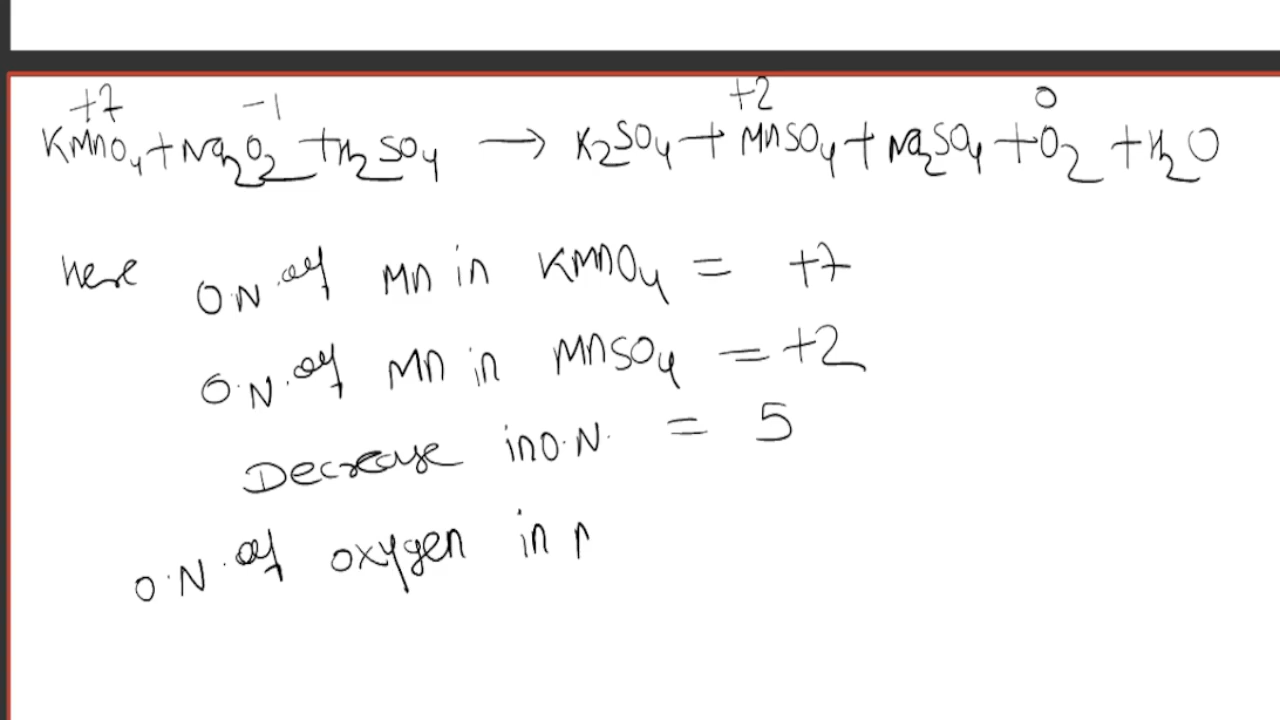 +7 -1 +2 0
KMnO4 + Na2O2 + H2SO4 → K2SO4 + MnSO4 + Na2SO4 + O2 + H2O
Here O.N. of Mn in KMnO4 = +7
O.N. of Mn in MnSO4 = +2
Decrease in O.N. = 5
O.N. of oxygen in